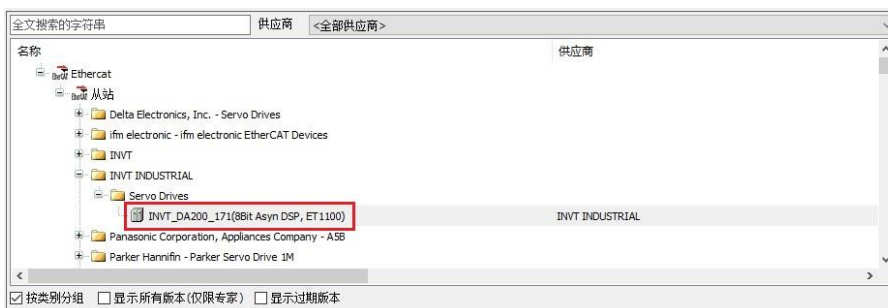 全文搜索的字符串 供应商 <全部供应商>
名称 供应商
Ethercat
从站
Delta Electronics, Inc. - Servo Drives
ifm electronic - ifm electronic EtherCAT Devices
INVT
INVT INDUSTRIAL
Servo Drives
INVT_DA200_171(8Bit Asyn DSP, ET1100) INVT INDUSTRIAL
Panasonic Corporation, Appliances Company - A5B
Parker Hannifin - Parker Servo Drive 1M
按类别分组 显示所有版本(仅限专家) 显示过期版本